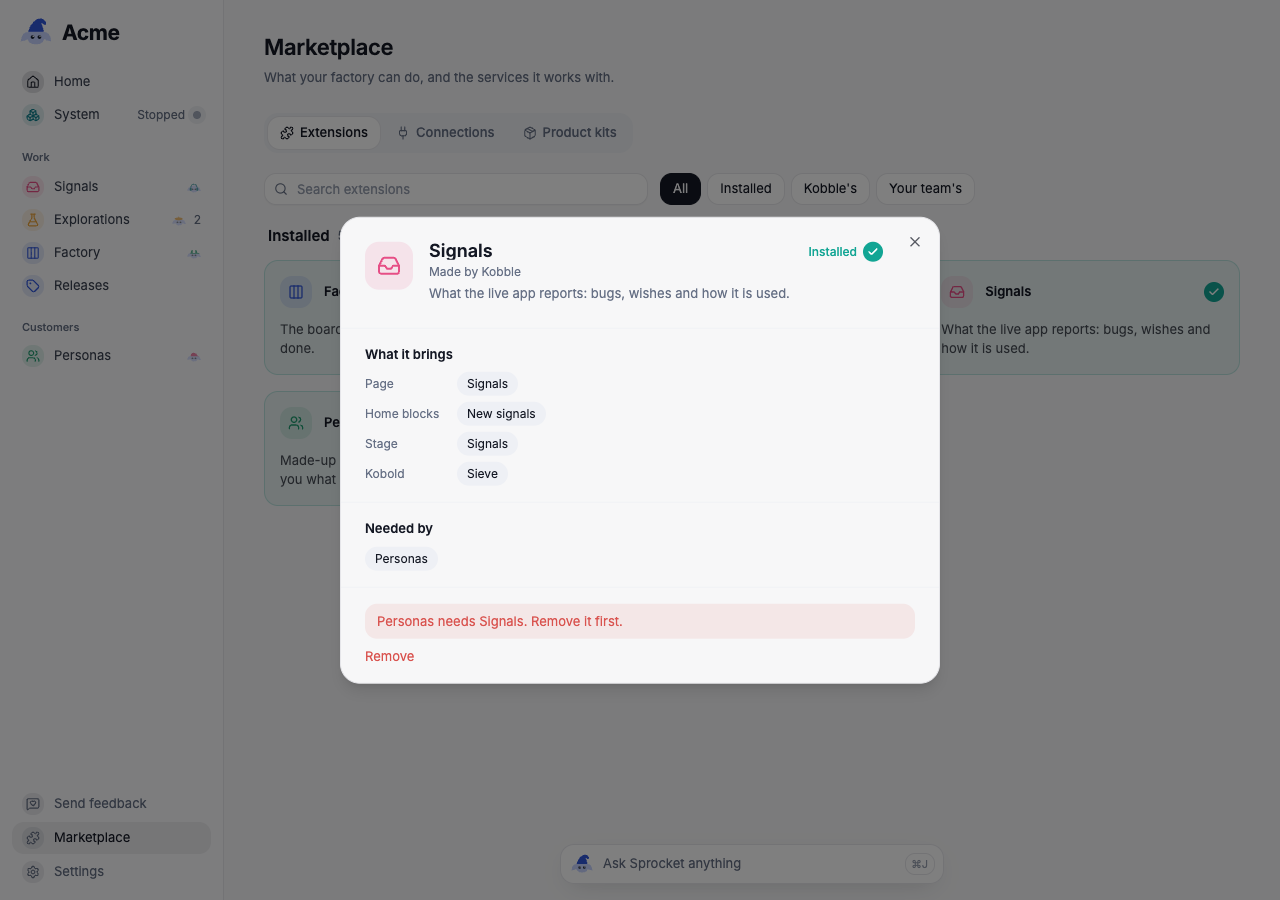 Acme
Home
System Stopped
Work
Signals
Explorations 2
Factory
Releases
Customers
Personas
Send feedback
Marketplace
Settings
Marketplace
What your factory can do, and the services it works with.
Extensions Connections Product kits
Search extensions All Installed Kobble's Your team's
Installed
The board
done.
Signals
What the live app reports: bugs, wishes and
how it is used.
Made-up
you what
Signals
Installed
Made by Kobble
What the live app reports: bugs, wishes and how it is used.
What it brings
Page Signals
Home blocks New signals
Stage Signals
Kobold Sieve
Needed by
Personas
Personas needs Signals. Remove it first.
Remove
Ask Sprocket anything ⌘J